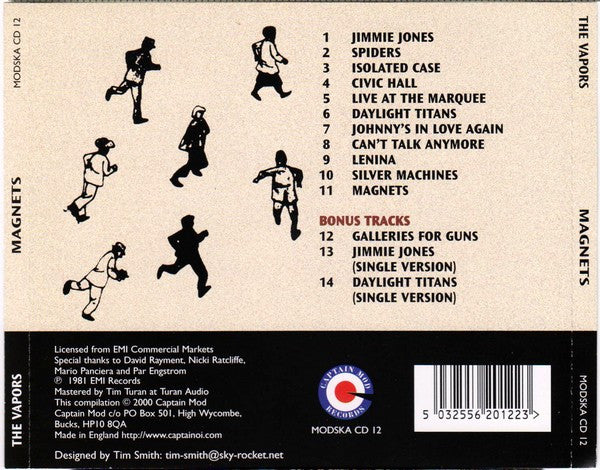 MODSKA CD 12
MAGNETS
THE VAPORS
1 JIMMIE JONES
2 SPIDERS
3 ISOLATED CASE
4 CIVIC HALL
5 LIVE AT THE MARQUEE
6 DAYLIGHT TITANS
7 JOHNNY'S IN LOVE AGAIN
8 CAN'T TALK ANYMORE
9 LENINA
10 SILVER MACHINES
11 MAGNETS
BONUS TRACKS
12 GALLERIES FOR GUNS
13 JIMMIE JONES
(SINGLE VERSION)
14 DAYLIGHT TITANS
(SINGLE VERSION)
Licensed from EMI Commercial Markets
Special thanks to David Rayment, Nicki Ratcliffe,
Mario Panciera and Par Engstrom
℗ 1981 EMI Records
Mastered by Tim Turan at Turan Audio
This compilation © 2000 Captain Mod
Captain Mod c/o PO Box 501, High Wycombe,
Bucks, HP10 8QA
Made in England http://www.captainoi.com
Designed by Tim Smith: tim-smith@sky-rocket.net
CAPTAIN MOD
RECORDS
MODSKA CD 12
5 032556 201223 >
THE VAPORS
MAGNETS
MODSKA CD 12